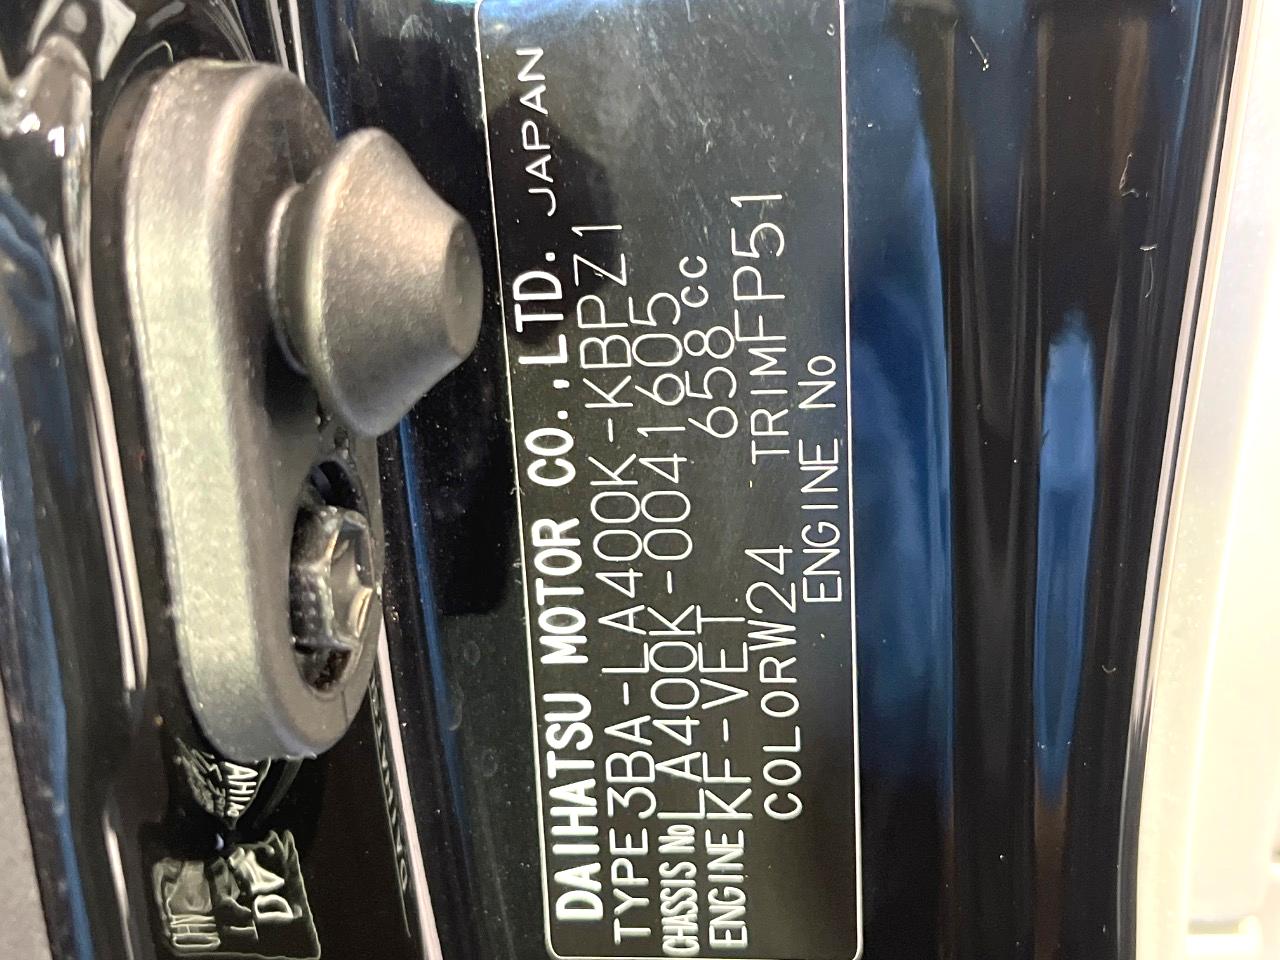 DAIHATSU MOTOR CO.,LTD. JAPAN
TYPE 3BA-LA400K-KBPZ1
CHASSIS No LA400K-0041605
ENGINE KF-VET 658cc
COLOR W24 TRIM FP51
ENGINE No